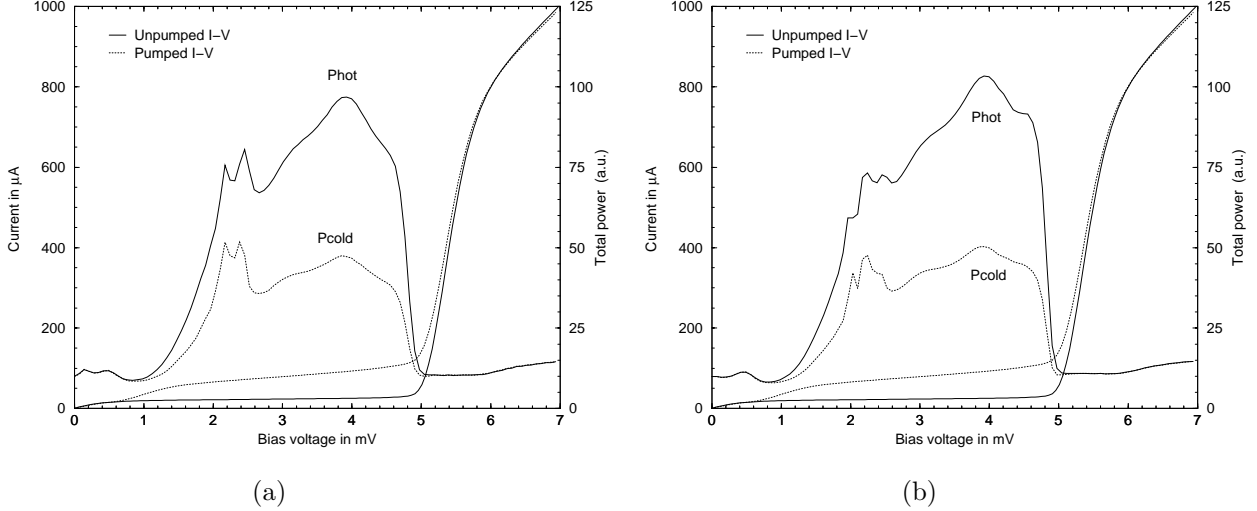 Unpumped I−V
Pumped I−V
Phot
Pcold
1000
800
600
400
200
0
Current in µA
125
100
75
50
25
0
Total power (a.u.)
0 1 2 3 4 5 6 7
Bias voltage in mV
(a)
Unpumped I−V
Pumped I−V
Phot
Pcold
1000
800
600
400
200
0
Current in µA
125
100
75
50
25
0
Total power (a.u.)
0 1 2 3 4 5 6 7
Bias voltage in mV
(b)